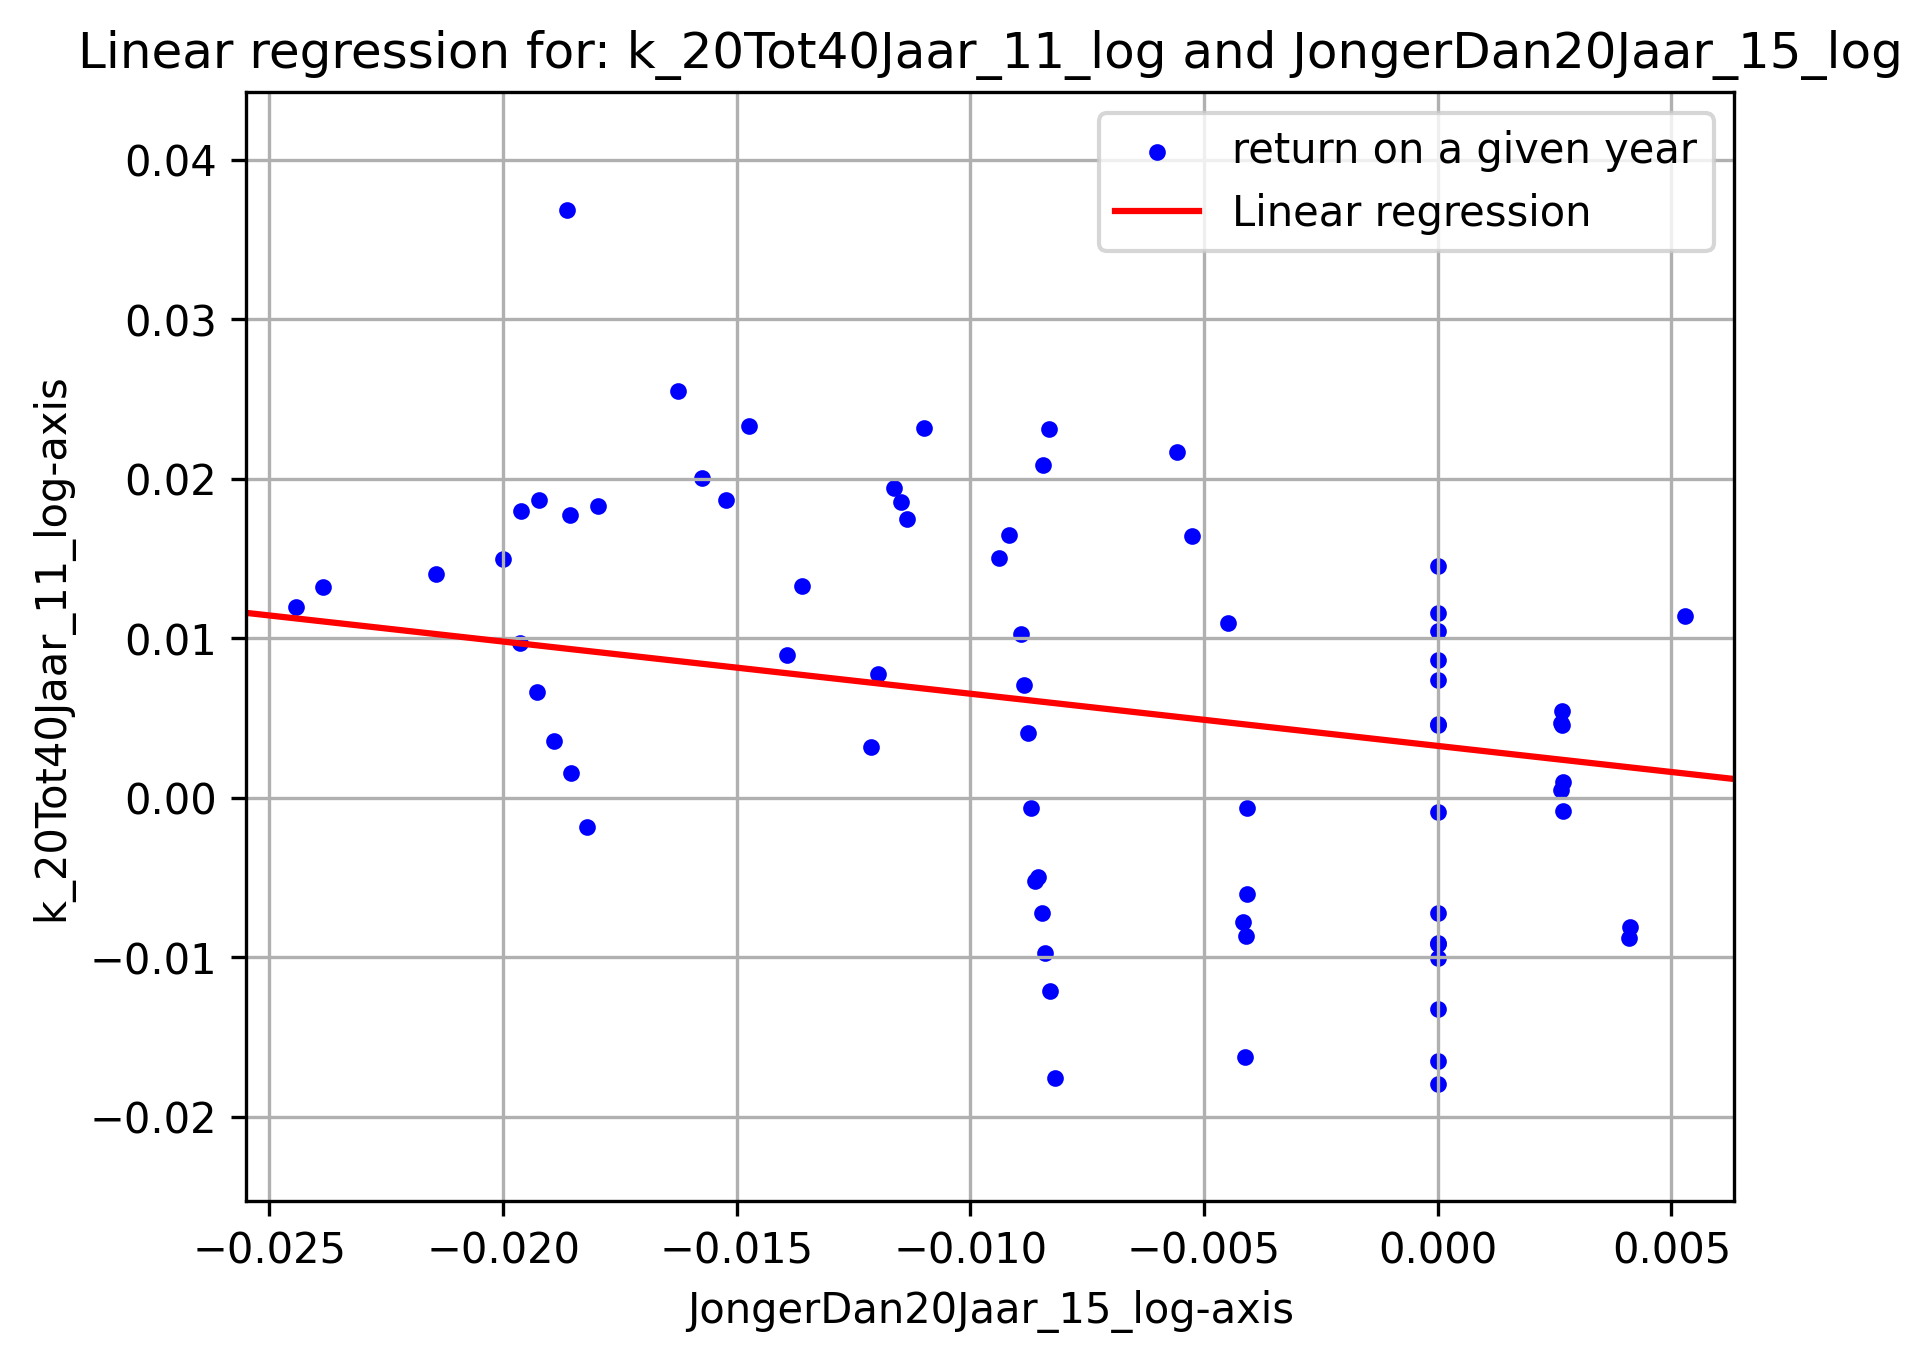 Linear regression for: k_20Tot40Jaar_11_log and JongerDan20Jaar_15_log
return on a given year
Linear regression
0.04
0.03
0.02
0.01
0.00
−0.01
−0.02
k_20Tot40Jaar_11_log-axis
−0.025 −0.020 −0.015 −0.010 −0.005 0.000 0.005
JongerDan20Jaar_15_log-axis